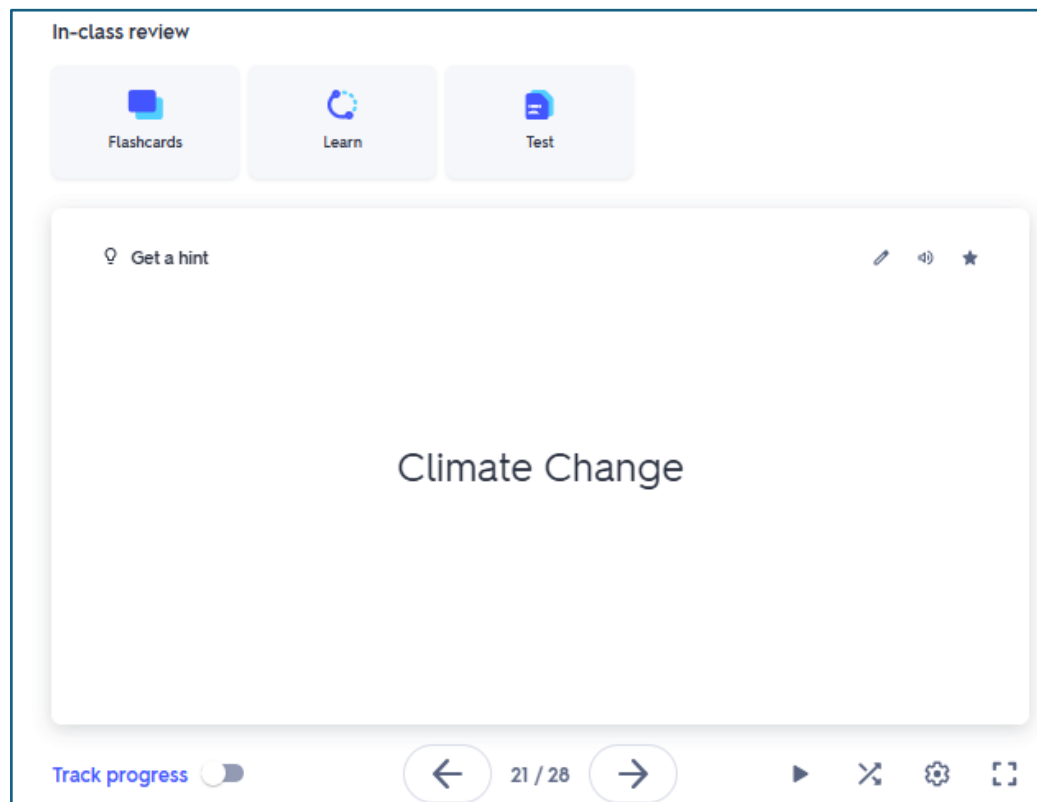 In-class review
Flashcards
Learn
Test
Get a hint
Climate Change
Track progress
21 / 28